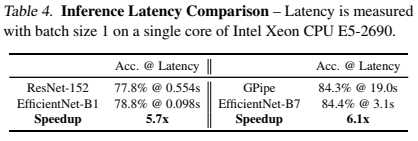 Table 4. Inference Latency Comparison – Latency is measured
with batch size 1 on a single core of Intel Xeon CPU E5-2690.
Acc. @ Latency || Acc. @ Latency
ResNet-152 77.8% @ 0.554s || GPipe 84.3% @ 19.0s
EfficientNet-B1 78.8% @ 0.098s || EfficientNet-B7 84.4% @ 3.1s
Speedup 5.7x || Speedup 6.1x